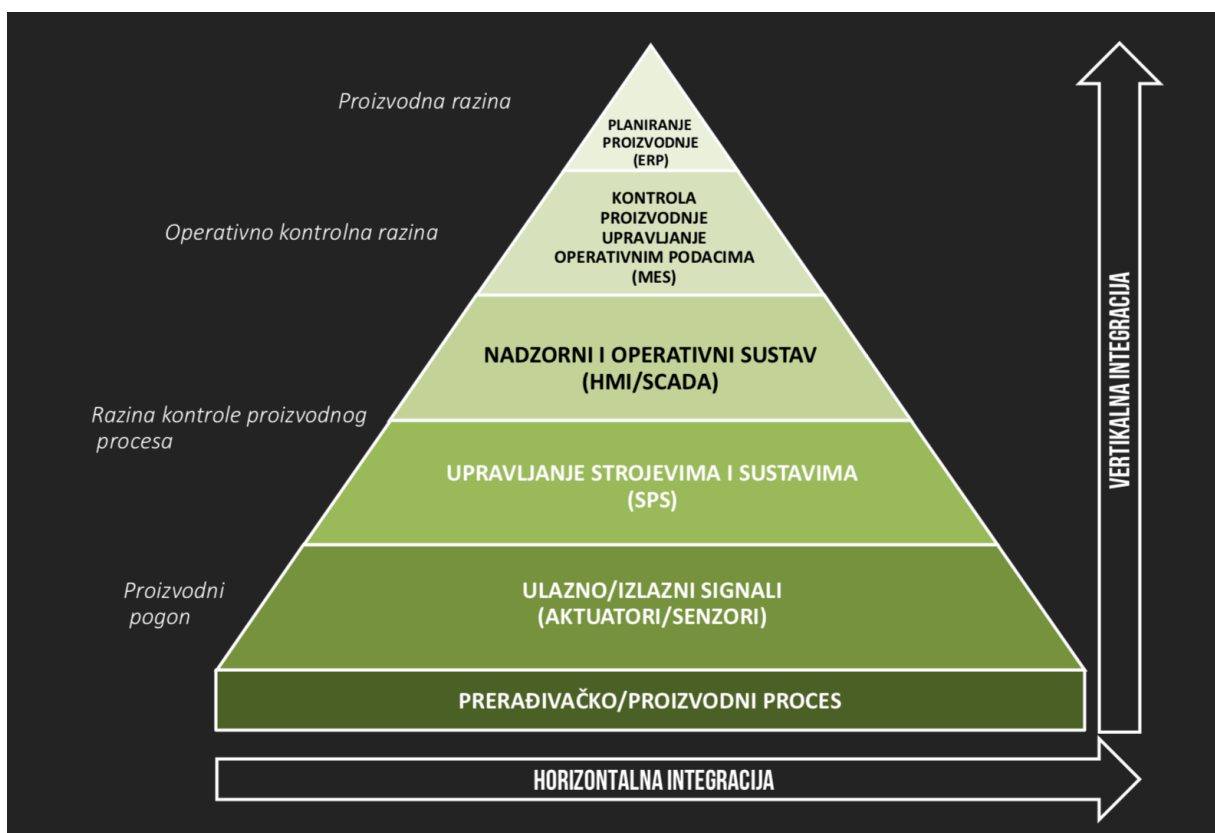 Proizvodna razina
PLANIRANJE
PROIZVODNJE
(ERP)
Operativno kontrolna razina
KONTROLA
PROIZVODNJE
UPRAVLJANJE
OPERATIVNIM PODACIMA
(MES)
NADZORNI I OPERATIVNI SUSTAV
(HMI/SCADA)
Razina kontrole proizvodnog
procesa
UPRAVLJANJE STROJEVIMA I SUSTAVIMA
(SPS)
Proizvodni
pogon
ULAZNO/IZLAZNI SIGNALI
(AKTUATORI/SENZORI)
PRERAĐIVAČKO/PROIZVODNI PROCES
HORIZONTALNA INTEGRACIJA
VERTIKALNA INTEGRACIJA